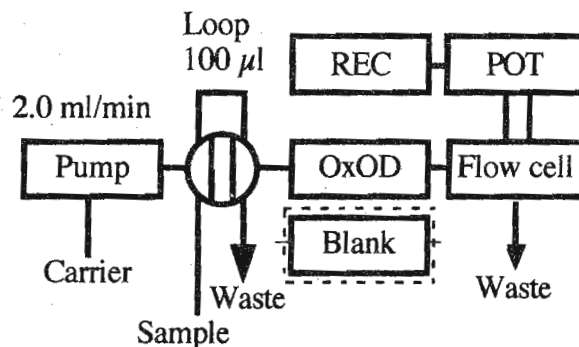 Loop
100 µl
REC
POT
2.0 ml/min
Pump
OxOD
Flow cell
Blank
Carrier
Waste
Waste
Sample